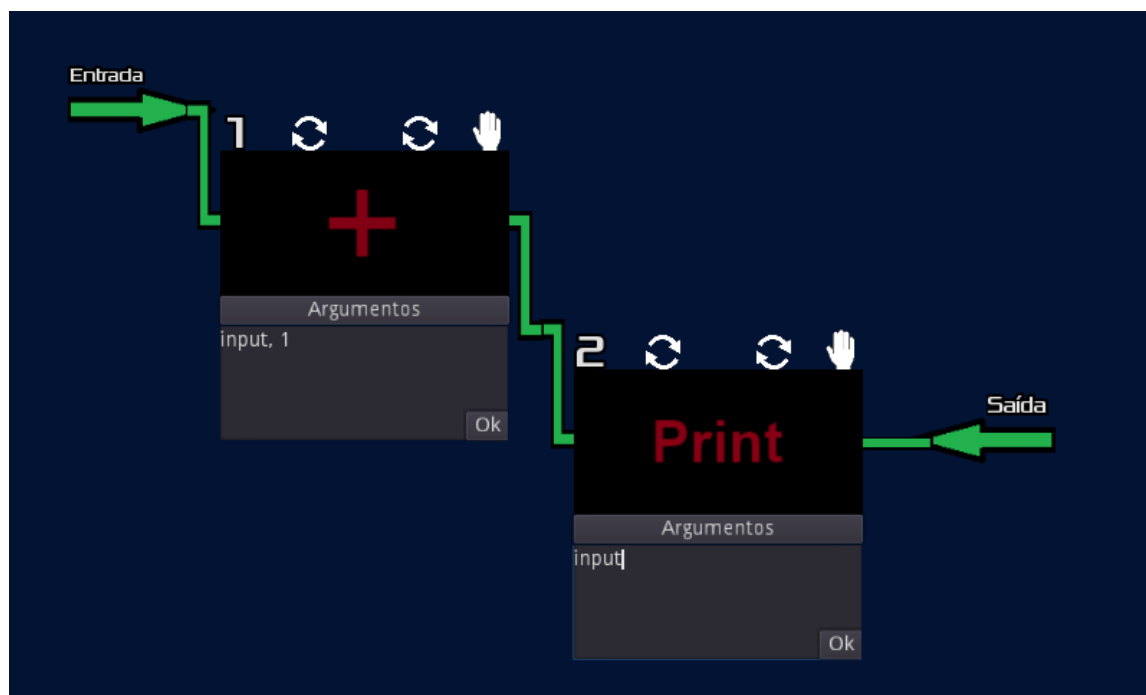 Entrada
1
+
Argumentos
input, 1
Ok
2
Print
Saída
Argumentos
input
Ok